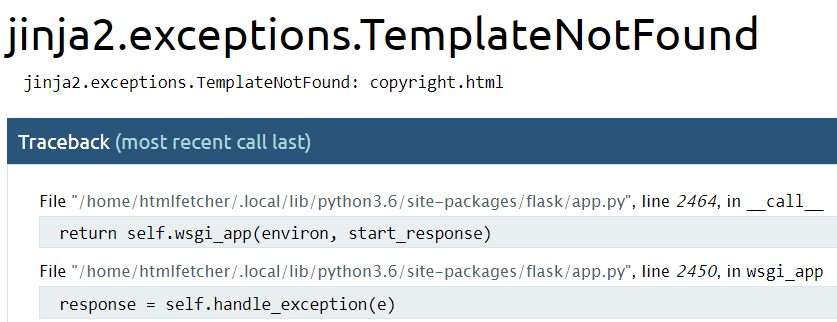 jinja2.exceptions.TemplateNotFound
jinja2.exceptions.TemplateNotFound: copyright.html
Traceback (most recent call last)
File "/home/htmlfetcher/.local/lib/python3.6/site-packages/flask/app.py", line 2464, in __call__
return self.wsgi_app(environ, start_response)
File "/home/htmlfetcher/.local/lib/python3.6/site-packages/flask/app.py", line 2450, in wsgi_app
response = self.handle_exception(e)